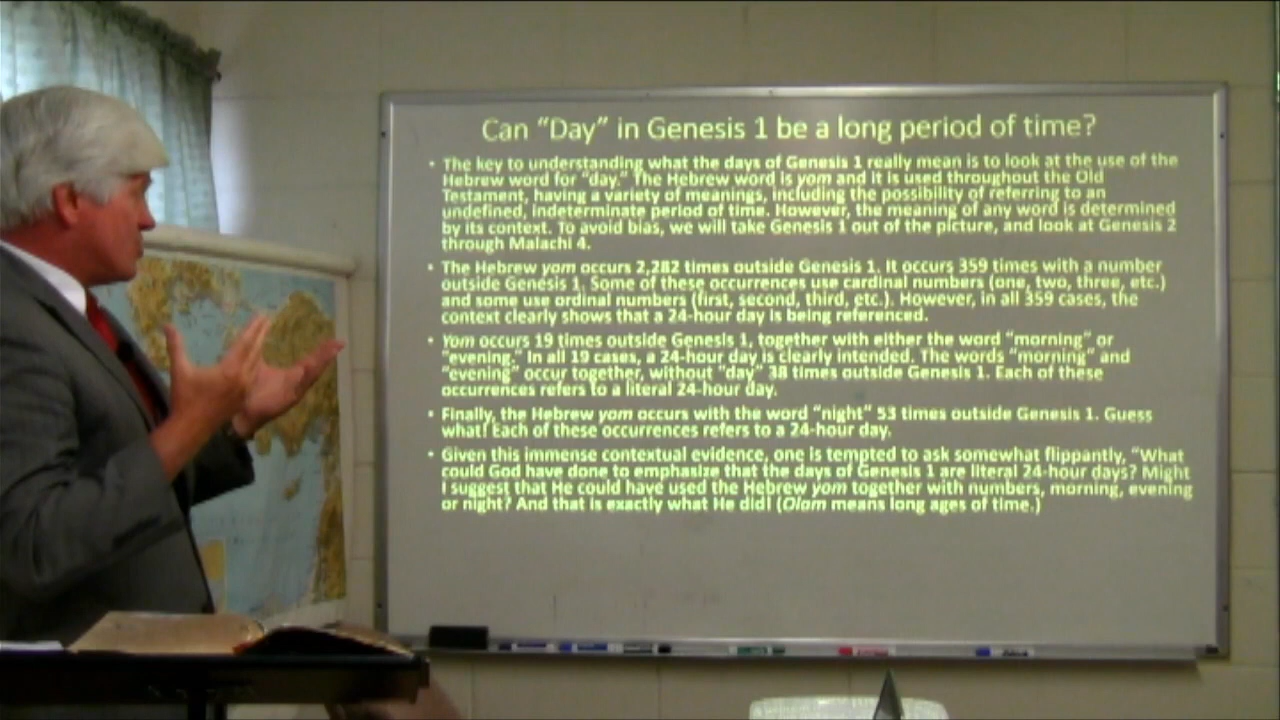 Can “Day” in Genesis 1 be a long period of time?
• The key to understanding what the days of Genesis 1 really mean is to look at the use of the
Hebrew word for “day.” The Hebrew word is yom and it is used throughout the Old
Testament, having a variety of meanings, including the possibility of referring to an
undefined, indeterminate period of time. However, the meaning of any word is determined
by its context. To avoid bias, we will take Genesis 1 out of the picture, and look at Genesis 2
through Malachi 4.
• The Hebrew yom occurs 2,282 times outside Genesis 1. It occurs 359 times with a number
outside Genesis 1. Some of these occurrences use cardinal numbers (one, two, three, etc.)
and some use ordinal numbers (first, second, third, etc.). However, in all 359 cases, the
context clearly shows that a 24-hour day is being referenced.
• Yom occurs 19 times outside Genesis 1, together with either the word “morning” or
“evening.” In all 19 cases, a 24-hour day is clearly intended. The words “morning” and
“evening” occur together, without “day” 38 times outside Genesis 1. Each of these
occurrences refers to a literal 24-hour day.
• Finally, the Hebrew yom occurs with the word “night” 53 times outside Genesis 1. Guess
what! Each of these occurrences refers to a 24-hour day.
• Given this immense contextual evidence, one is tempted to ask somewhat flippantly, “What
could God have done to emphasize that the days of Genesis 1 are literal 24-hour days? Might
I suggest that He could have used the Hebrew yom together with numbers, morning, evening
or night? And that is exactly what He did! (Olam means long ages of time.)